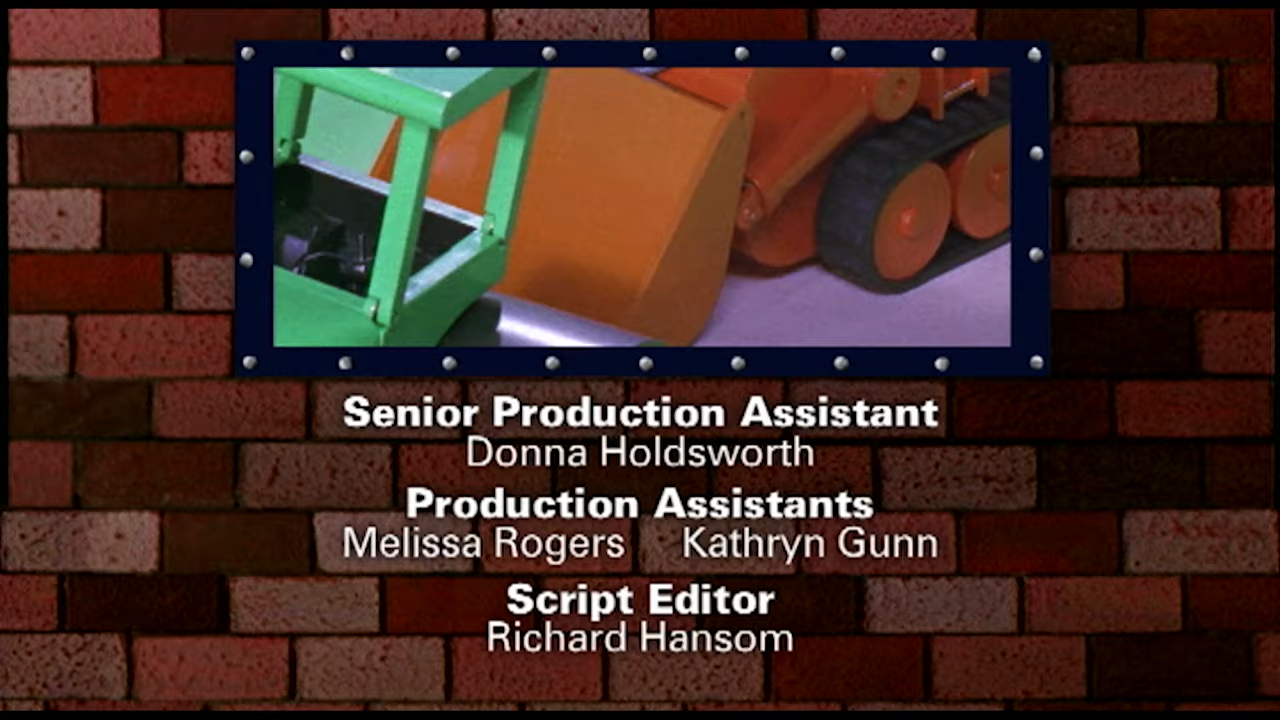 Senior Production Assistant
Donna Holdsworth
Production Assistants
Melissa Rogers Kathryn Gunn
Script Editor
Richard Hansom